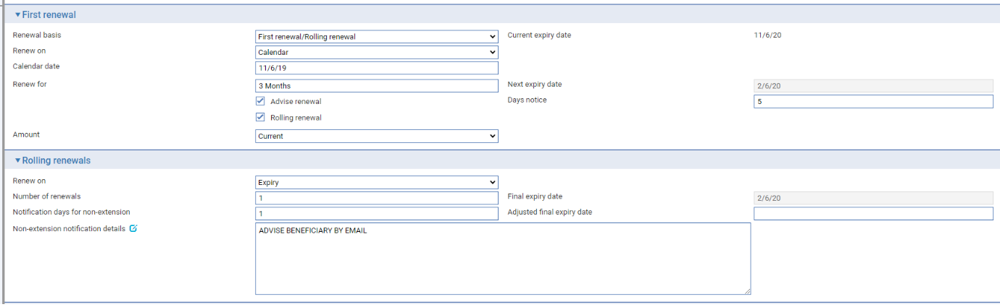 First renewal
Renewal basis First renewal/Rolling renewal Current expiry date 11/6/20
Renew on Calendar
Calendar date 11/6/19
Renew for 3 Months Next expiry date 2/6/20
Advise renewal Days notice 5
Rolling renewal
Amount Current
Rolling renewals
Renew on Expiry
Number of renewals 1 Final expiry date 2/6/20
Notification days for non-extension 1 Adjusted final expiry date
Non-extension notification details ADVISE BENEFICIARY BY EMAIL